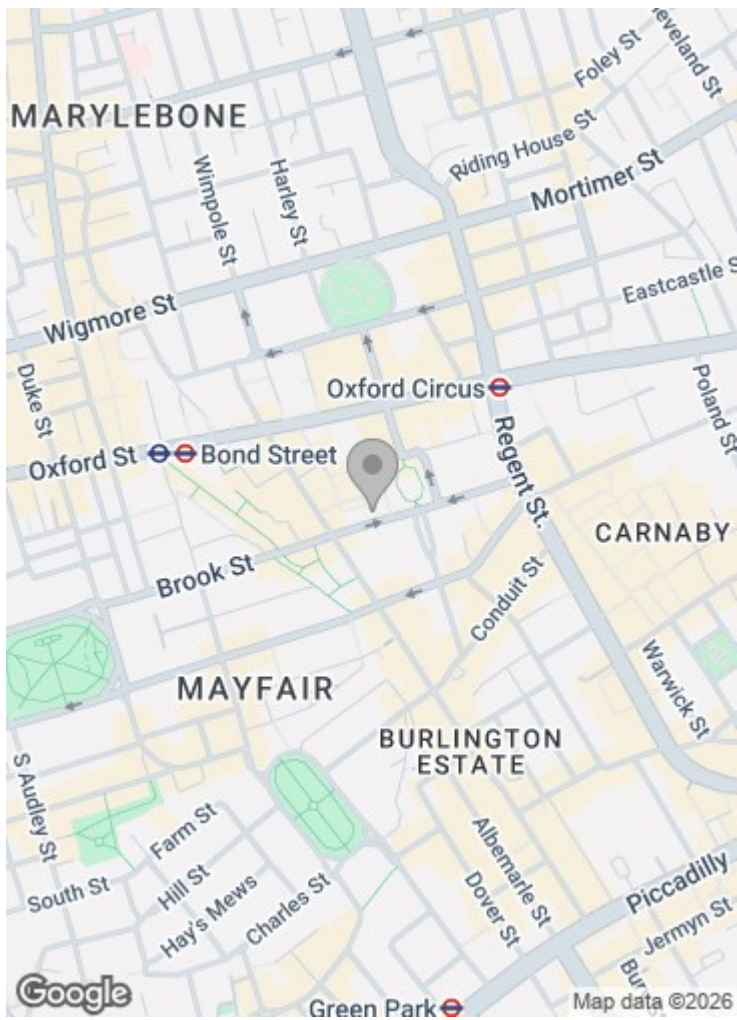 Cleveland St
Foley St
MARYLEBONE
Riding House St
Wimpole St
Harley St
Mortimer St
Eastcastle S
Wigmore St
Duke St
Oxford Circus
Poland St
Oxford St
Bond Street
Regent St.
CARNABY
Brook St
Conduit St
Warwick St
MAYFAIR
BURLINGTON
ESTATE
S Audley St
Farm St
Albemarle St
Hill St
South St
Hay's Mews
Charles St
Dover St
Piccadilly
Jermyn St
Google
Green Park
Map data ©2026